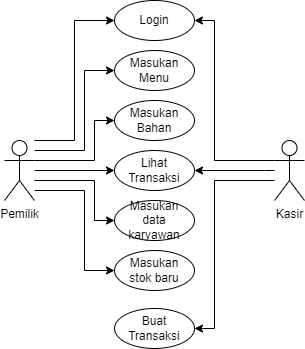 Login
Masukan
Menu
Masukan
Bahan
Lihat
Transaksi
Pemilik
Kasir
Masukan
data
karyawan
Masukan
stok baru
Buat
Transaksi